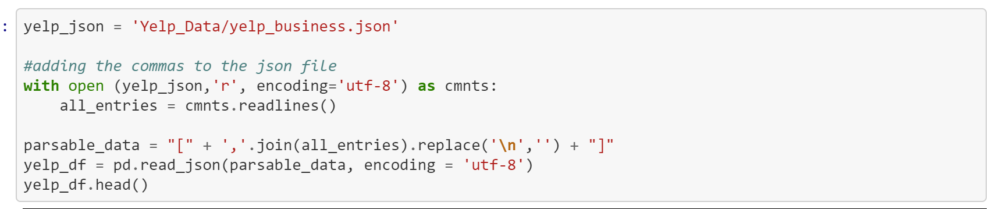 :
yelp_json = 'Yelp_Data/yelp_business.json'
#adding the commas to the json file
with open (yelp_json,'r', encoding='utf-8') as cmnts:
    all_entries = cmnts.readlines()
parsable_data = "[" + ','.join(all_entries).replace('\n','') + "]"
yelp_df = pd.read_json(parsable_data, encoding = 'utf-8')
yelp_df.head()